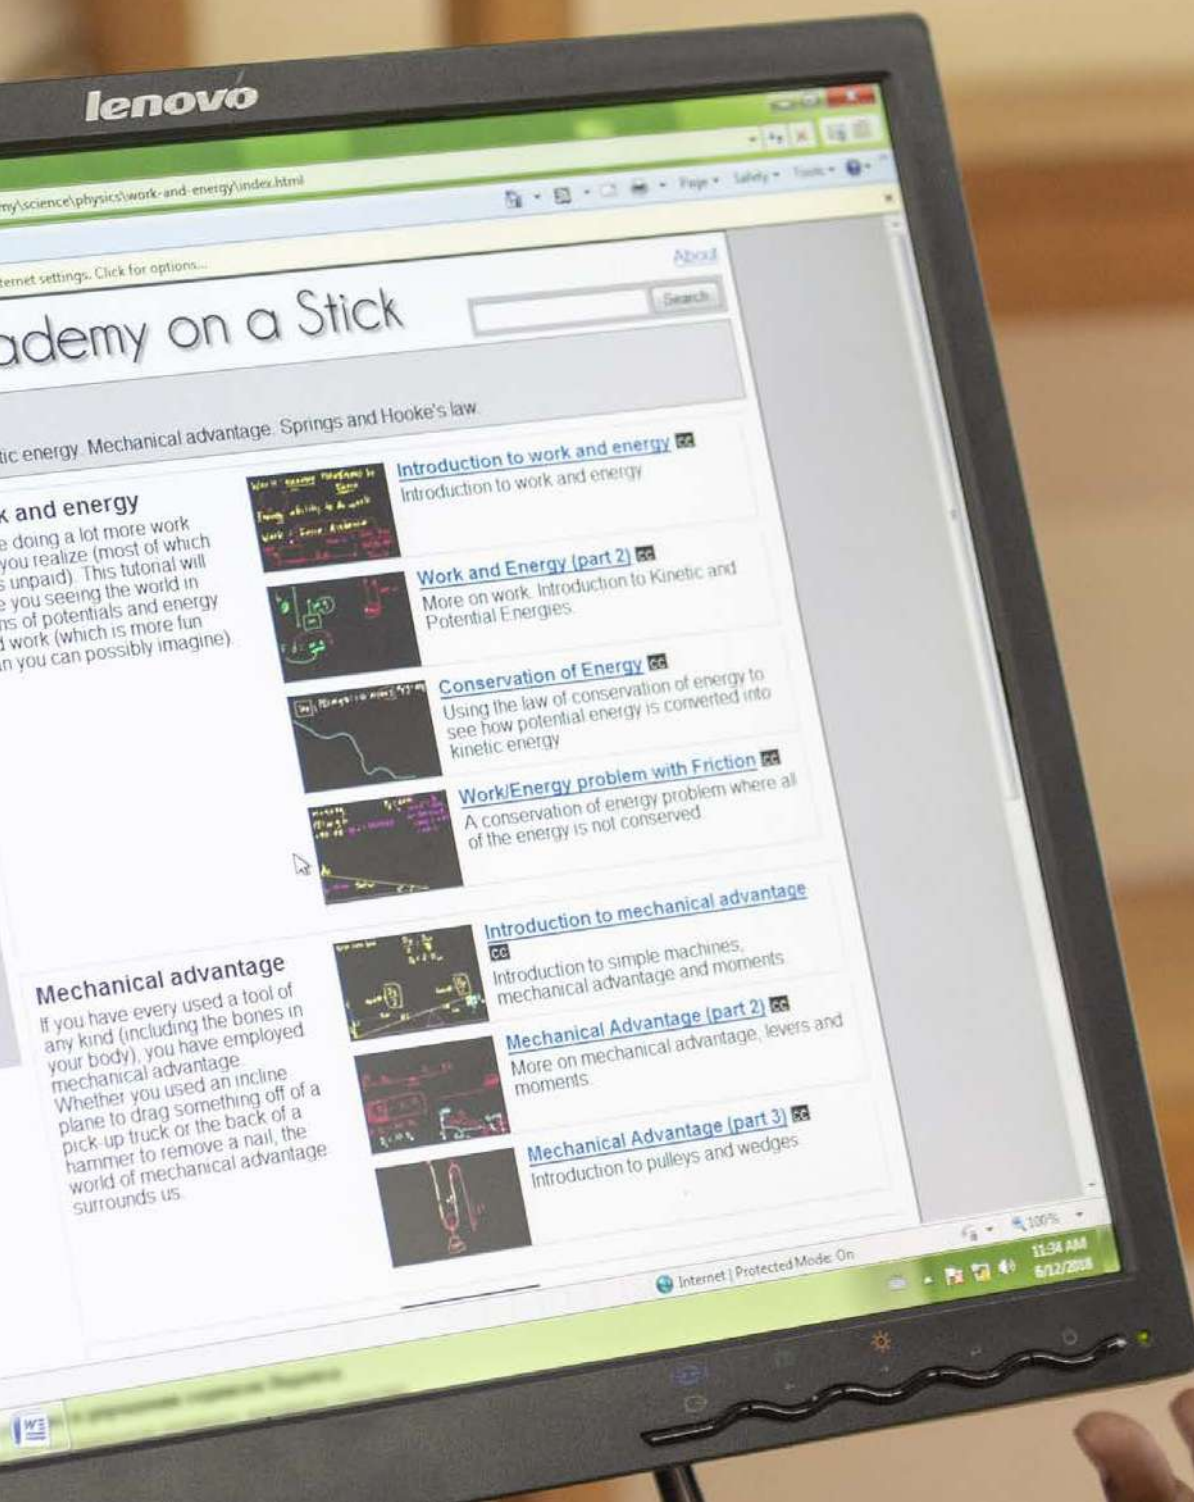 lenovo
my\science\physics\work-and-energy\index.html
Page
Safety
Tools
ternet settings. Click for options...
About
ademy on a Stick
Search
tic energy. Mechanical advantage. Springs and Hooke's law.
k and energy
e doing a lot more work
you realize (most of which
s unpaid). This tutorial will
e you seeing the world in
ns of potentials and energy
d work (which is more fun
n you can possibly imagine).
Introduction to work and energy CC
Introduction to work and energy
Work and Energy (part 2) CC
More on work. Introduction to Kinetic and
Potential Energies.
Conservation of Energy CC
Using the law of conservation of energy to
see how potential energy is converted into
kinetic energy
Work/Energy problem with Friction CC
A conservation of energy problem where all
of the energy is not conserved
Mechanical advantage
If you have every used a tool of
any kind (including the bones in
your body), you have employed
mechanical advantage.
Whether you used an incline
plane to drag something off of a
pick-up truck or the back of a
hammer to remove a nail, the
world of mechanical advantage
surrounds us.
Introduction to mechanical advantage
CC
Introduction to simple machines,
mechanical advantage and moments
Mechanical Advantage (part 2) CC
More on mechanical advantage, levers and
moments.
Mechanical Advantage (part 3) CC
Introduction to pulleys and wedges
100%
Internet | Protected Mode: On
11:34 AM
6/12/2018
W